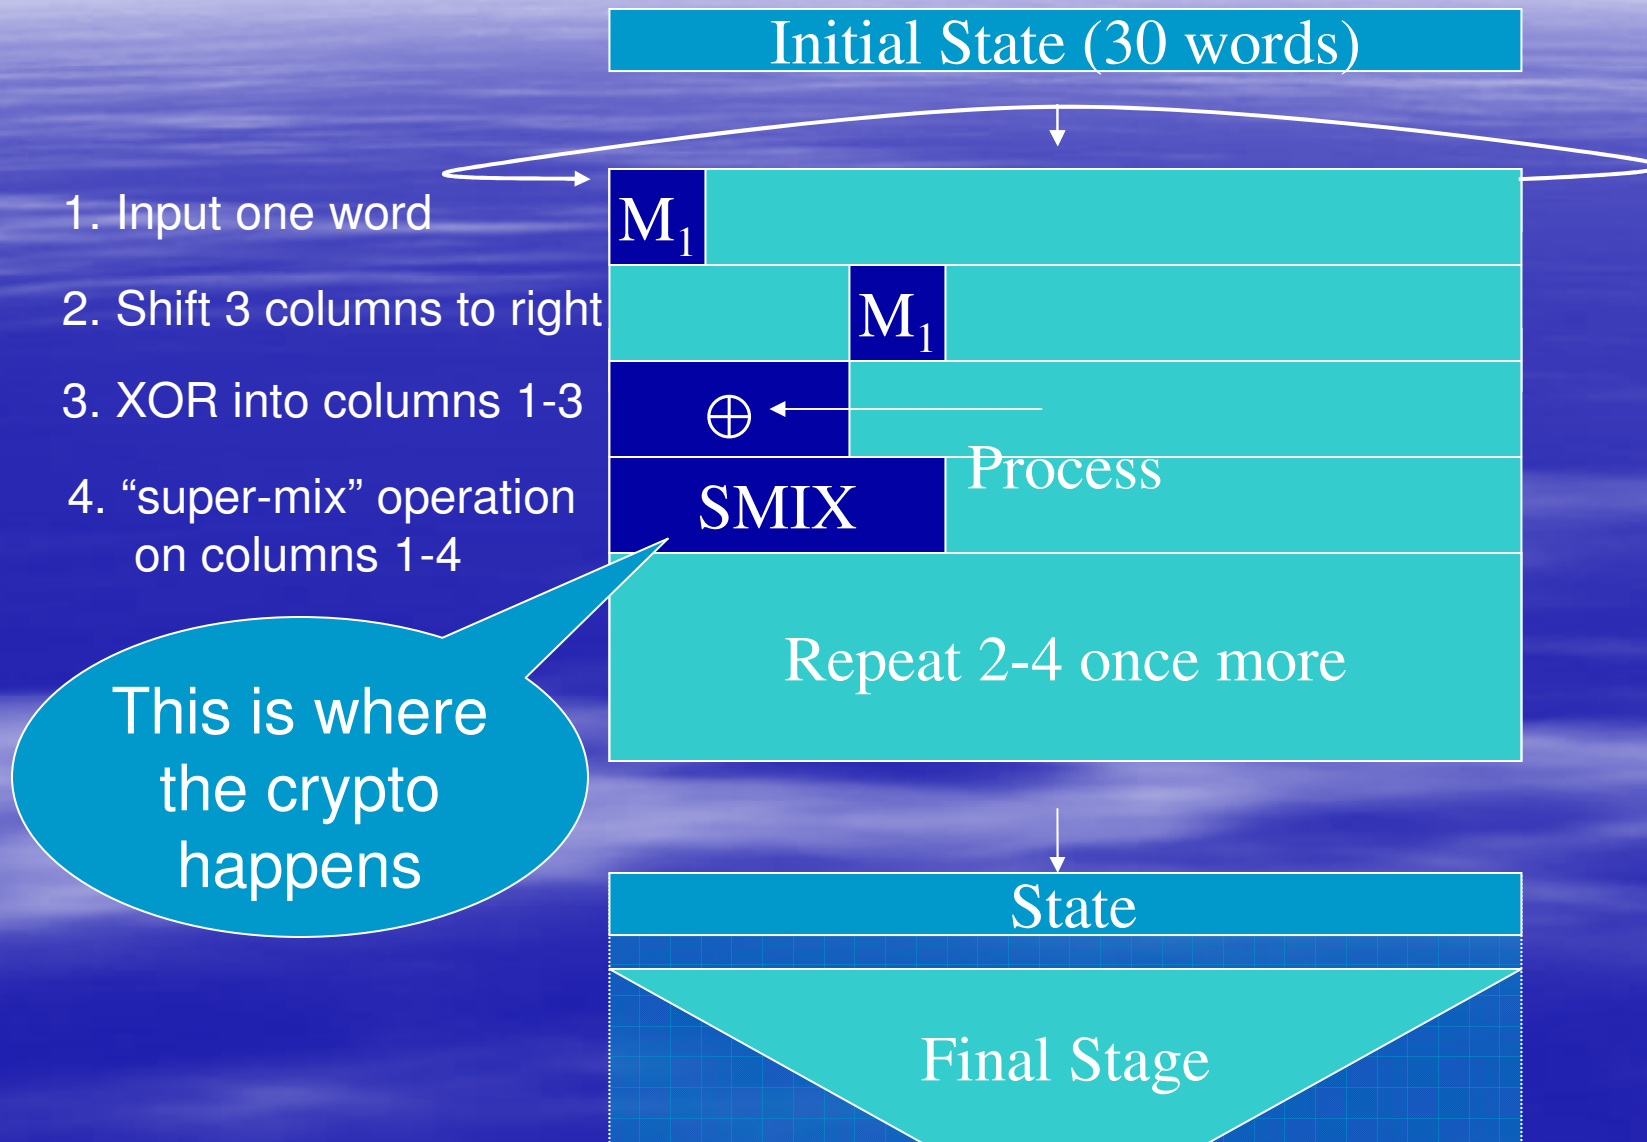 Initial State (30 words)
1. Input one word
M₁
2. Shift 3 columns to right
M₁
3. XOR into columns 1-3
⊕
Process
4. “super-mix” operation
on columns 1-4
SMIX
Repeat 2-4 once more
This is where
the crypto
happens
State
Final Stage